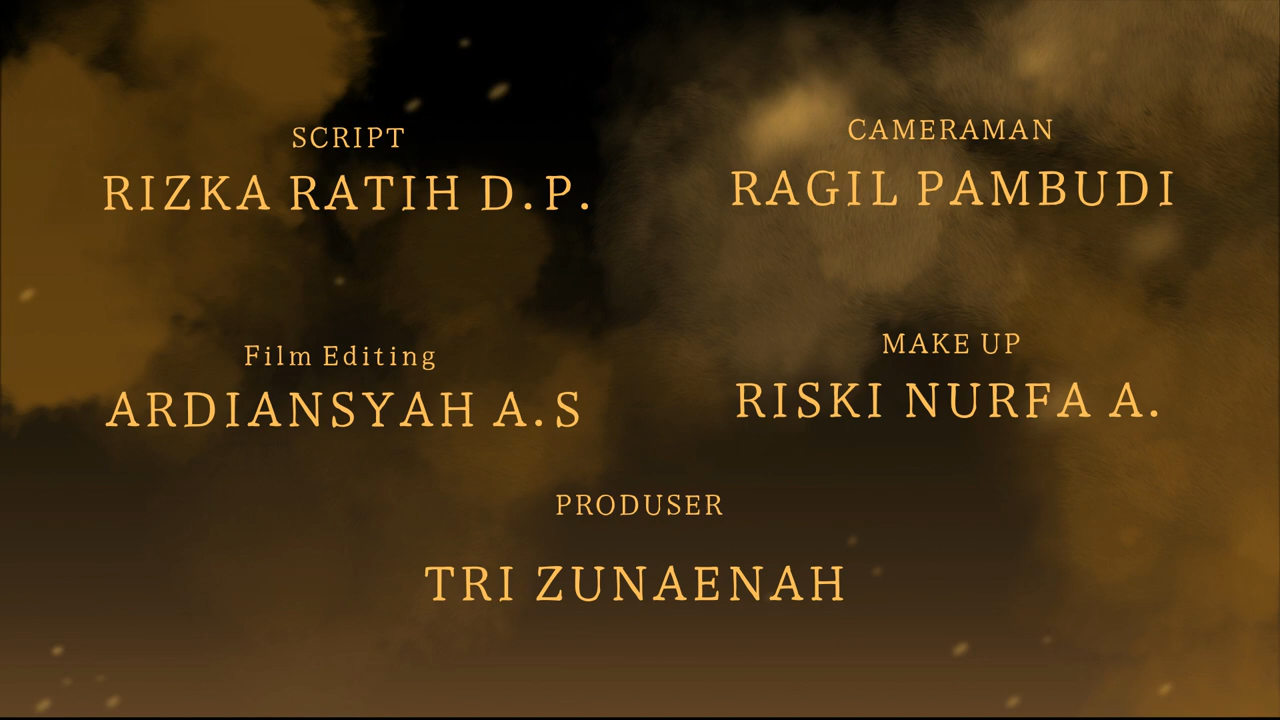 SCRIPT
RIZKA RATIH D.P.
CAMERAMAN
RAGIL PAMBUDI
Film Editing
ARDIANSYAH A.S
MAKE UP
RISKI NURFA A.
PRODUSER
TRI ZUNAENAH